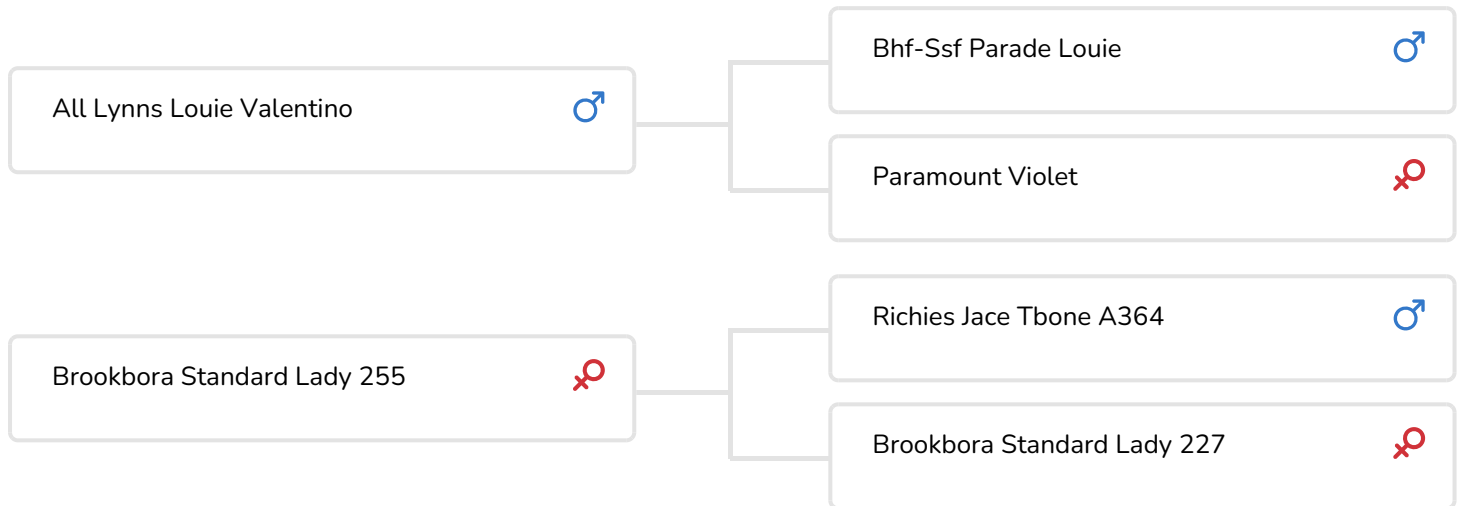 Bhf-Ssf Parade Louie
All Lynns Louie Valentino
Paramount Violet
Richies Jace Tbone A364
Brookbora Standard Lady 255
Brookbora Standard Lady 227